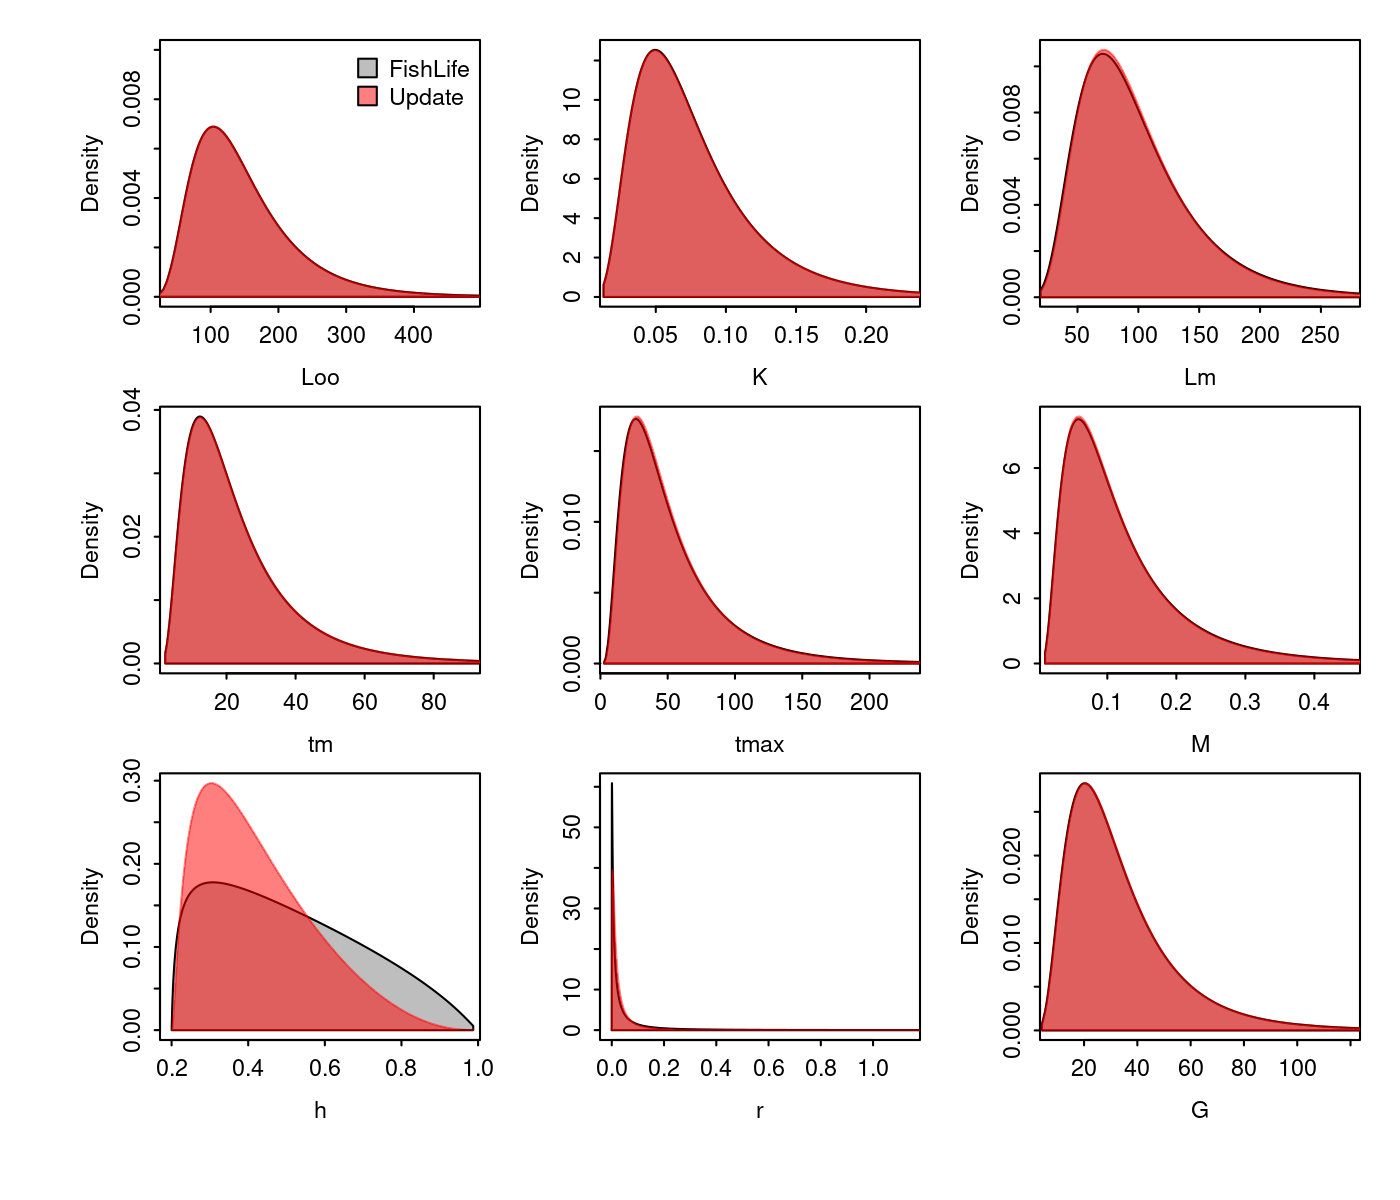 FishLife
Update
Density
0.000 0.004 0.008
100 200 300 400
Loo
Density
0 2 4 6 8 10
0.05 0.10 0.15 0.20
K
Density
0.000 0.004 0.008
50 100 150 200 250
Lm
Density
0.00 0.02 0.04
20 40 60 80
tm
Density
0.000 0.010
0 50 100 150 200
tmax
Density
0 2 4 6
0.1 0.2 0.3 0.4
M
Density
0.00 0.10 0.20 0.30
0.2 0.4 0.6 0.8 1.0
h
Density
0 10 30 50
0.0 0.2 0.4 0.6 0.8 1.0
r
Density
0.000 0.010 0.020
20 40 60 80 100
G